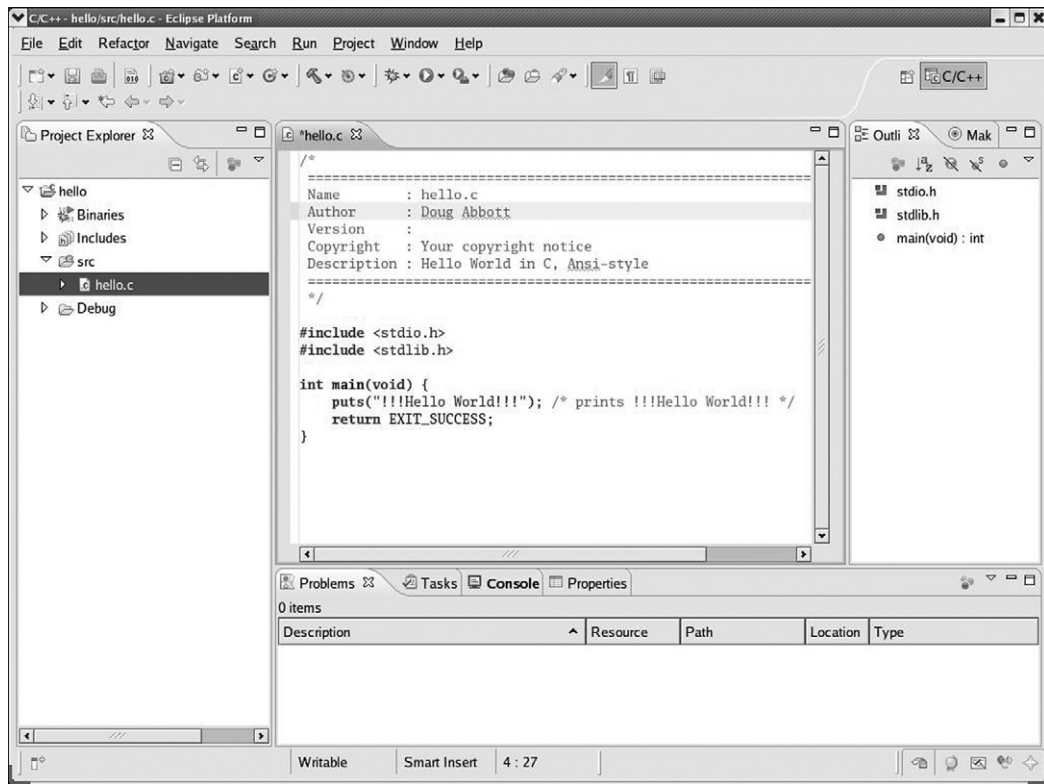 C/C++ - hello/src/hello.c - Eclipse Platform
File Edit Refactor Navigate Search Run Project Window Help
C/C++
Project Explorer
hello
Binaries
Includes
src
hello.c
Debug
*hello.c
/*
============================================================================
Name : hello.c
Author : Doug Abbott
Version :
Copyright : Your copyright notice
Description : Hello World in C, Ansi-style
============================================================================
*/
#include <stdio.h>
#include <stdlib.h>
int main(void) {
puts("!!!Hello World!!!"); /* prints !!!Hello World!!! */
return EXIT_SUCCESS;
}
Outli Mak
stdio.h
stdlib.h
main(void) : int
Problems Tasks Console Properties
0 items
Description Resource Path Location Type
Writable Smart Insert 4 : 27